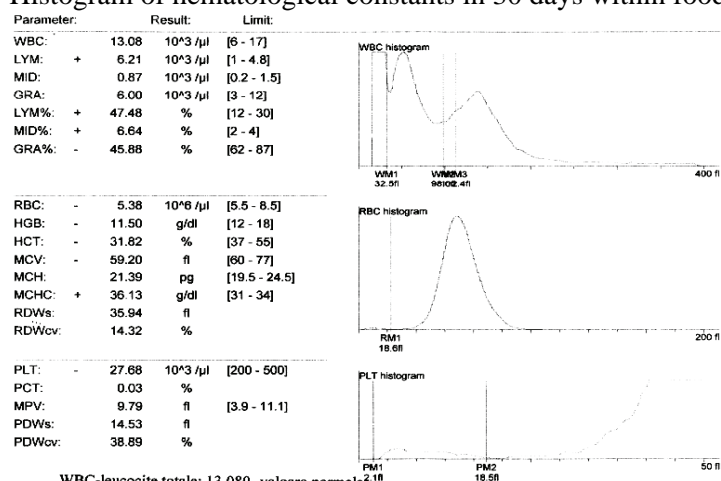 Histogram of hematological constants in 30 days within food
Parameter: Result: Limit:
WBC: 13.08 10^3 /µl [6 - 17]
LYM: + 6.21 10^3 /µl [1 - 4.8]
MID: 0.87 10^3 /µl [0.2 - 1.5]
GRA: 6.00 10^3 /µl [3 - 12]
LYM%: + 47.48 % [12 - 30]
MID%: + 6.64 % [2 - 4]
GRA%: - 45.88 % [62 - 87]
WBC histogram
WM1
32.5fl
WM3
400 fl
RBC: - 5.38 10^6 /µl [5.5 - 8.5]
HGB: - 11.50 g/dl [12 - 18]
HCT: - 31.82 % [37 - 55]
MCV: - 59.20 fl [60 - 77]
MCH: 21.39 pg [19.5 - 24.5]
MCHC: + 36.13 g/dl [31 - 34]
RDWs: 35.94 fl
RDWcv: 14.32 %
RBC histogram
RM1
18.6fl
200 fl
PLT: - 27.68 10^3 /µl [200 - 500]
PCT: 0.03 %
MPV: 9.79 fl [3.9 - 11.1]
PDWs: 14.53 fl
PDWcv: 38.89 %
PLT histogram
PM1
2.1fl
PM2
18.5fl
50 fl
WBC-leucocite totale: 13.080- valoare normale